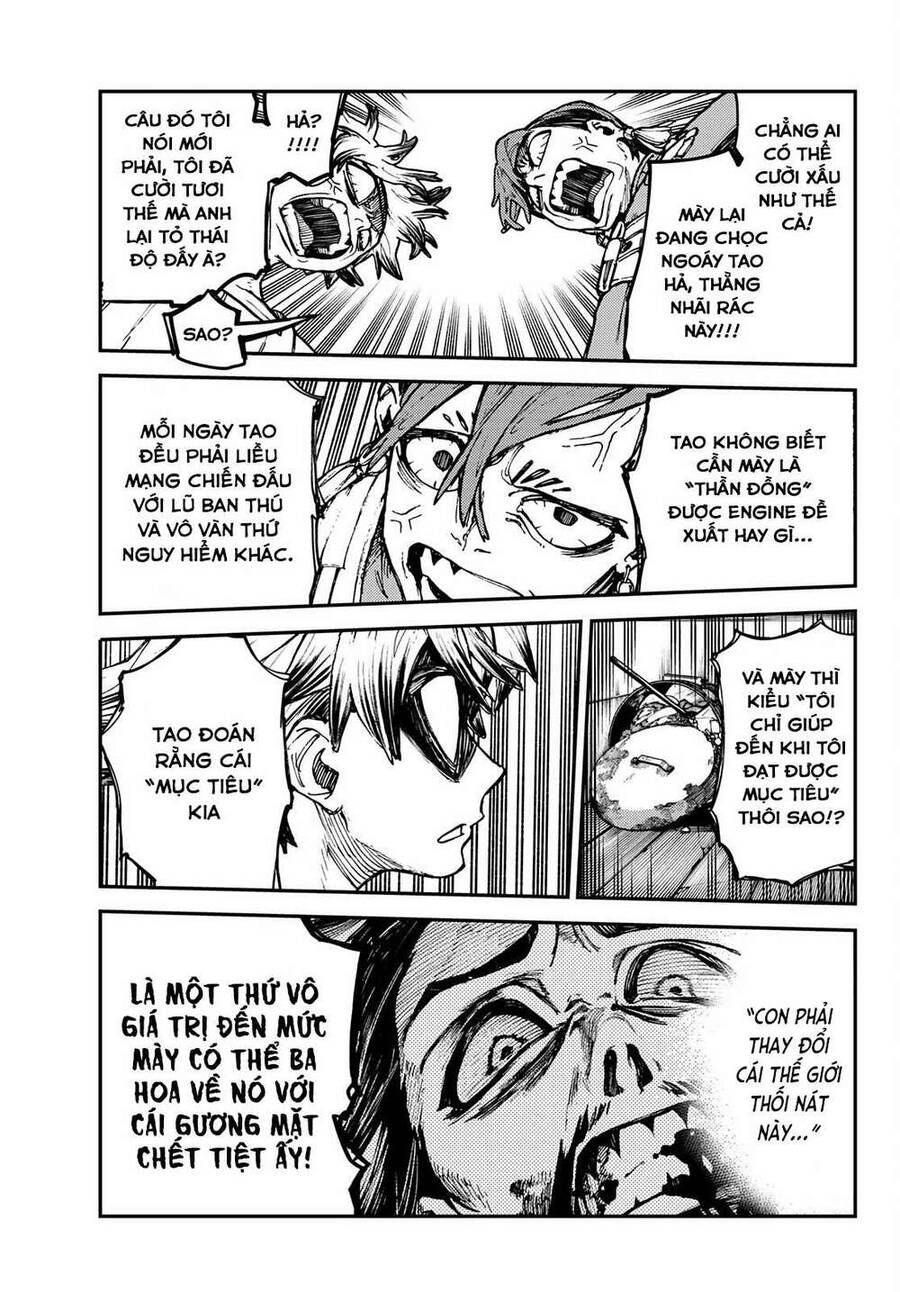 CHẲNG AI
CÓ THỂ
CƯỜI XẤU
NHƯ THẾ
CẢ!
MÀY LẠI
ĐANG CHỌC
NGOÁY TAO
HẢ, THẰNG
NHÃI RÁC
NÀY!!!
HẢ?
!!!!
CÂU ĐÓ TÔI
NÓI MỚI
PHẢI, TÔI ĐÃ
CƯỜI TƯƠI
THẾ MÀ ANH
LẠI TỎ THÁI
ĐỘ ĐẤY À?
SAO?
TAO KHÔNG BIẾT
CẦN MÀY LÀ
“THẦN ĐỒNG”
ĐƯỢC ENGINE ĐỀ
XUẤT HAY GÌ...
MỖI NGÀY TAO
ĐỀU PHẢI LIỀU
MẠNG CHIẾN ĐẤU
VỚI LŨ BAN THÚ
VÀ VÔ VÀN THỨ
NGUY HIỂM KHÁC.
VÀ MÀY THÌ
KIỂU “TÔI
CHỈ GIÚP
ĐẾN KHI TÔI
ĐẠT ĐƯỢC
MỤC TIÊU”
THÔI SAO!?
TAO ĐOÁN
RẰNG CÁI
“MỤC TIÊU”
KIA
“CON PHẢI
THAY ĐỔI
CÁI THẾ GIỚI
THỐI NÁT
NÀY...”
LÀ MỘT THỨ VÔ
GIÁ TRỊ ĐẾN MỨC
MÀY CÓ THỂ BA
HOA VỀ NÓ VỚI
CÁI GƯƠNG MẶT
CHẾT TIỆT ẤY!